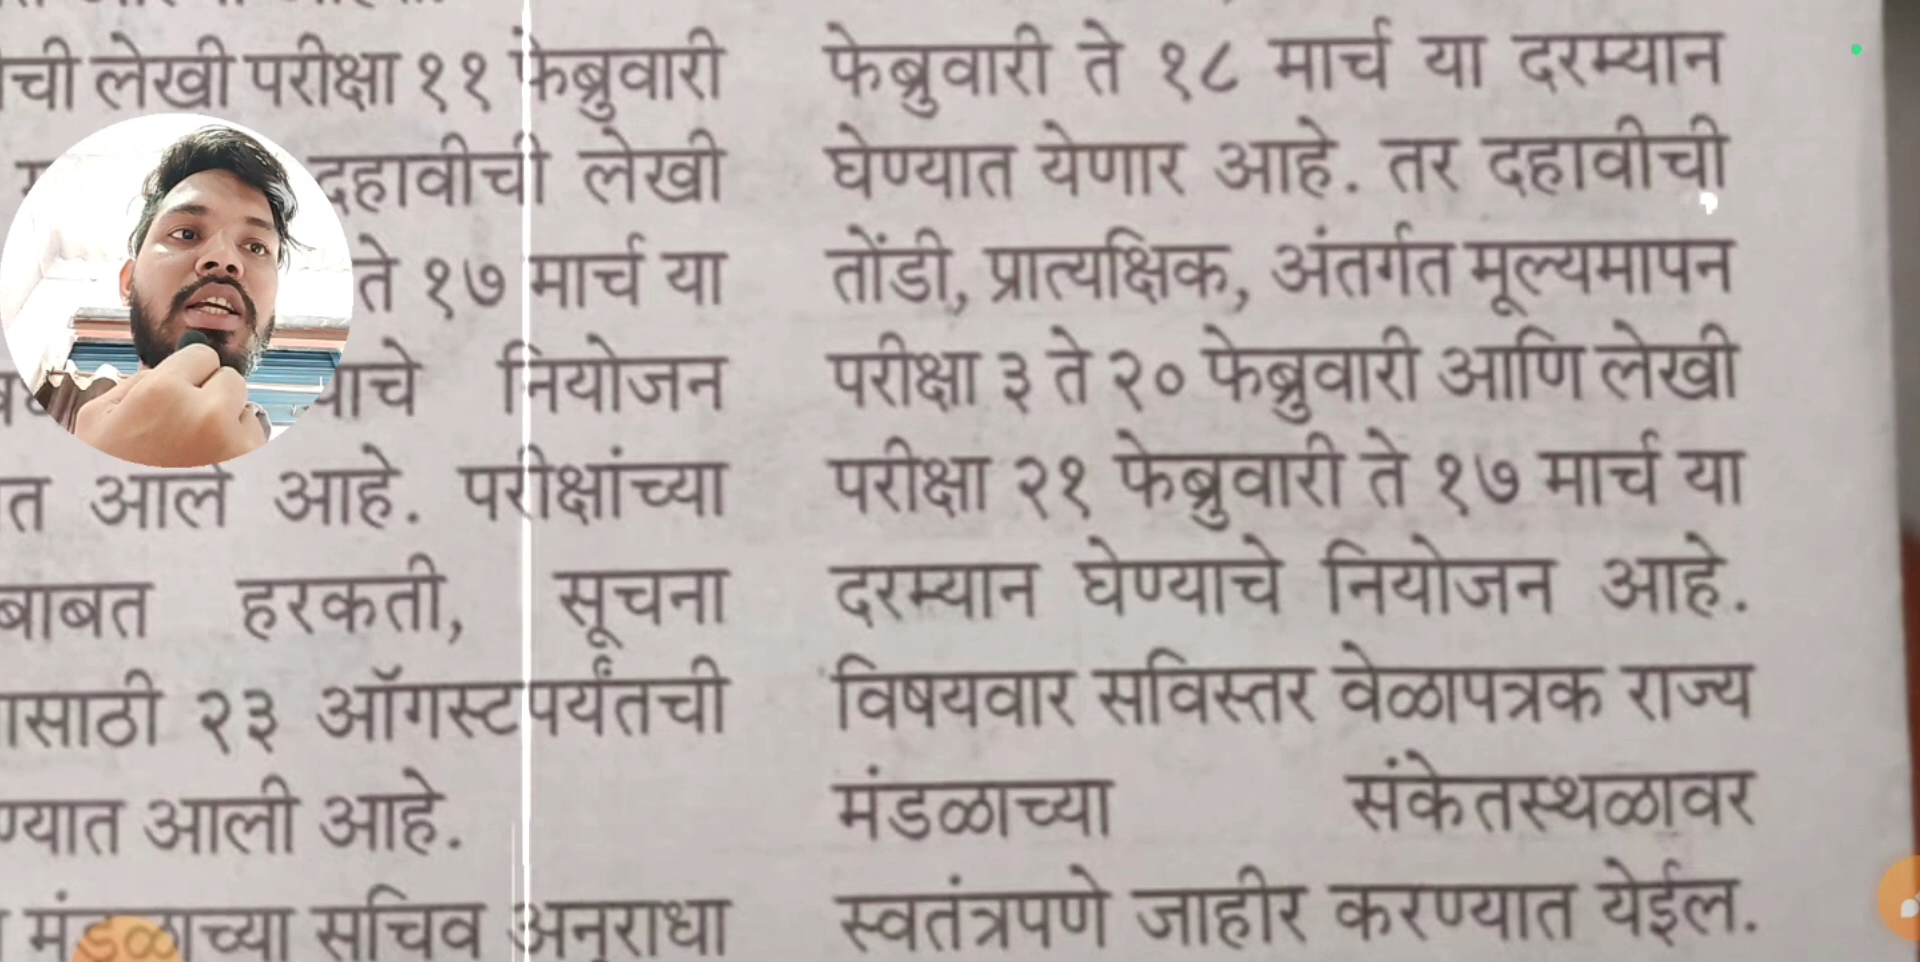 ची लेखी परीक्षा ११ फेब्रुवारी
दहावीची लेखी
ते १७ मार्च या
नियोजन
आले आहे. परीक्षांच्या
बाबत हरकती, सूचना
२३ ऑगस्टपर्यंतची
आली आहे.
मंडळाच्या सचिव अनुराधा
फेब्रुवारी ते १८ मार्च या दरम्यान
घेण्यात येणार आहे. तर दहावीची
तोंडी, प्रात्यक्षिक, अंतर्गत मूल्यमापन
परीक्षा ३ ते २० फेब्रुवारी आणि लेखी
परीक्षा २१ फेब्रुवारी ते १७ मार्च या
दरम्यान घेण्याचे नियोजन आहे.
विषयवार सविस्तर वेळापत्रक राज्य
मंडळाच्या संकेतस्थळावर
स्वतंत्रपणे जाहीर करण्यात येईल.